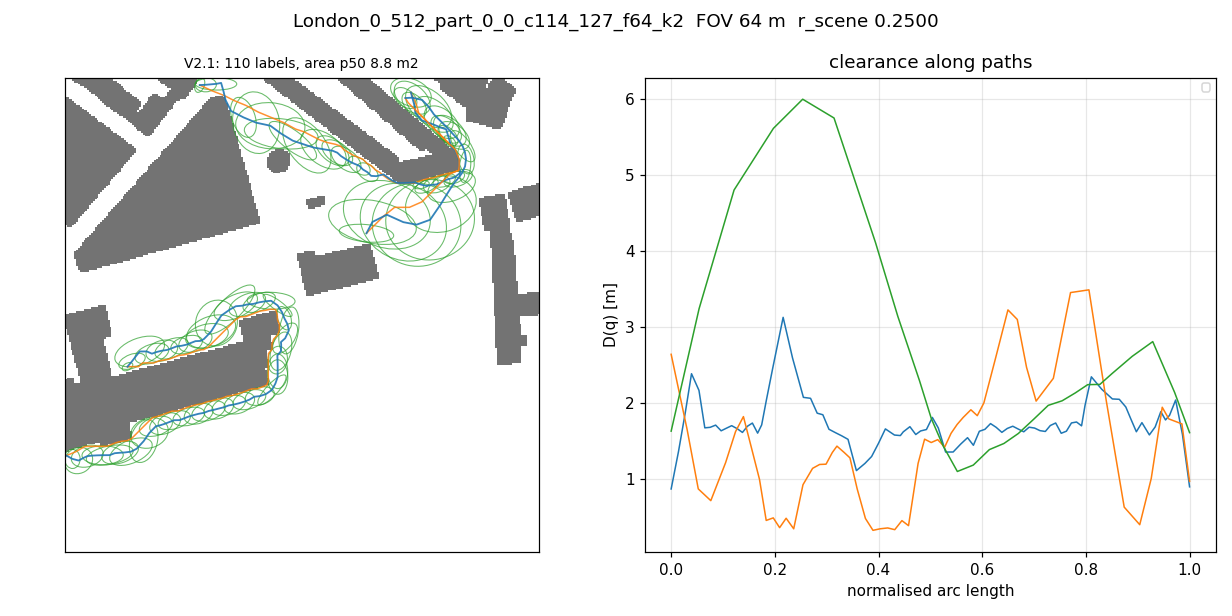 London_0_512_part_0_0_c114_127_f64_k2  FOV 64 m  r_scene 0.2500
V2.1: 110 labels, area p50 8.8 m2
clearance along paths
D(q) [m]
6
5
4
3
2
1
0.0 0.2 0.4 0.6 0.8 1.0
normalised arc length